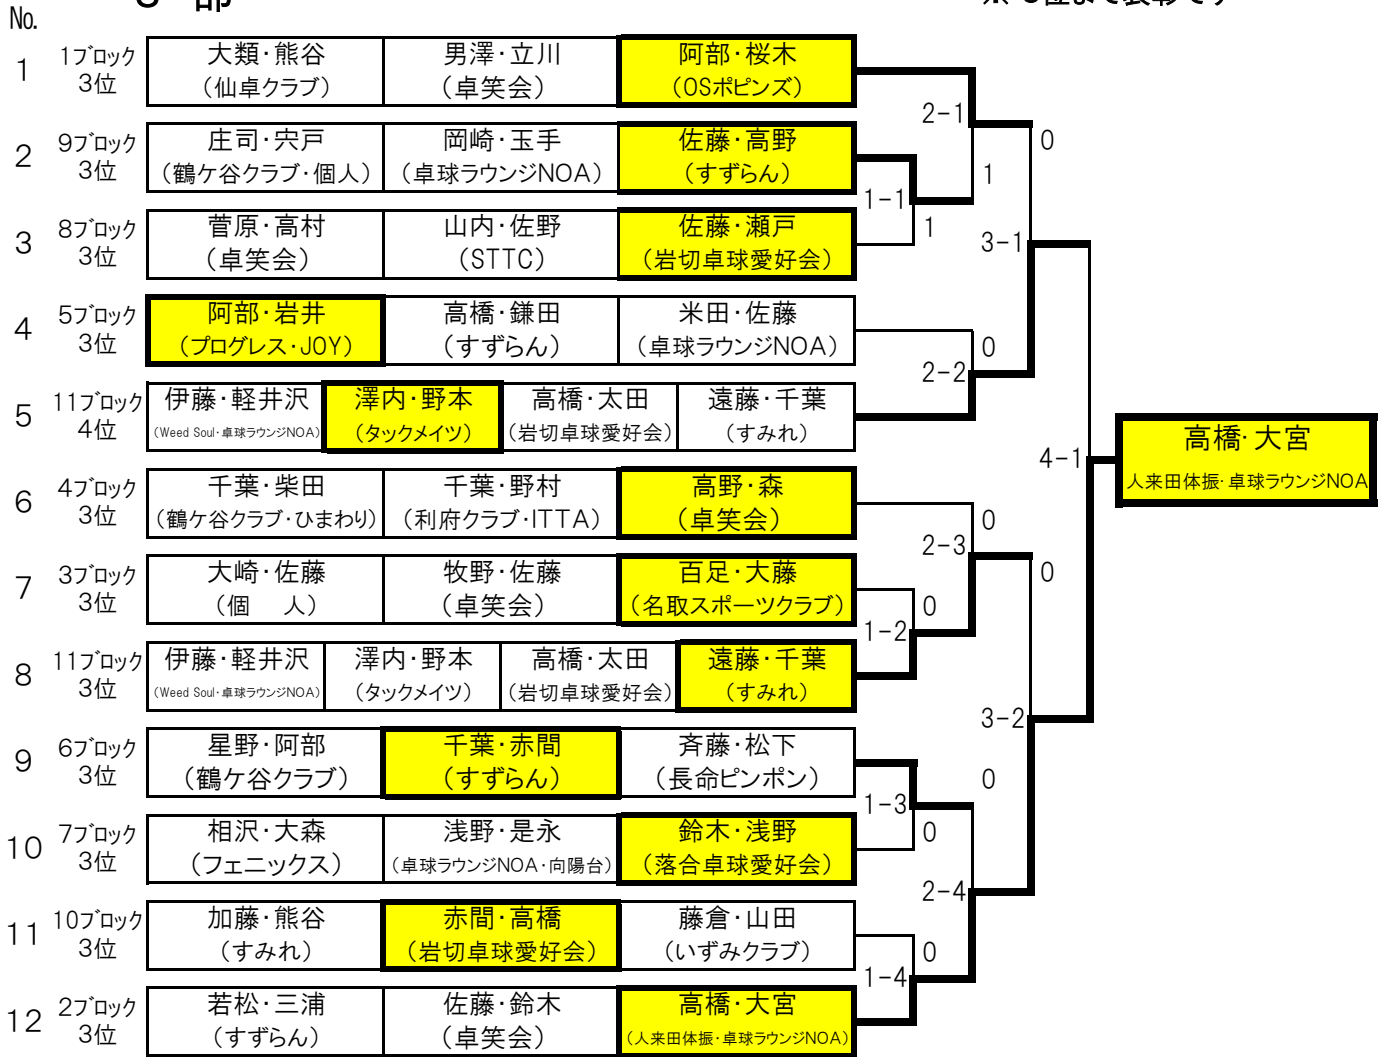 No.
1 1ブロック 3位 大類・熊谷 (仙卓クラブ) 男澤・立川 (卓笑会) 阿部・桜木 (OSポピンズ)
2-1
0
2 9ブロック 3位 庄司・宍戸 (鶴ケ谷クラブ・個人) 岡崎・玉手 (卓球ラウンジNOA) 佐藤・高野 (すずらん)
1
1-1
1
3 8ブロック 3位 菅原・高村 (卓笑会) 山内・佐野 (STTC) 佐藤・瀬戸 (岩切卓球愛好会)
3-1
4 5ブロック 3位 阿部・岩井 (プログレス・JOY) 高橋・鎌田 (すずらん) 米田・佐藤 (卓球ラウンジNOA)
0
2-2
5 11ブロック 4位 伊藤・軽井沢 (Weed Soul・卓球ラウンジNOA) 澤内・野本 (タックメイツ) 高橋・太田 (岩切卓球愛好会) 遠藤・千葉 (すみれ)
4-1
高橋・大宮
人来田体振・卓球ラウンジNOA
6 4ブロック 3位 千葉・柴田 (鶴ケ谷クラブ・ひまわり) 千葉・野村 (利府クラブ・ITTA) 高野・森 (卓笑会)
0
2-3
0
7 3ブロック 3位 大崎・佐藤 (個 人) 牧野・佐藤 (卓笑会) 百足・大藤 (名取スポーツクラブ)
0
1-2
8 11ブロック 3位 伊藤・軽井沢 (Weed Soul・卓球ラウンジNOA) 澤内・野本 (タックメイツ) 高橋・太田 (岩切卓球愛好会) 遠藤・千葉 (すみれ)
3-2
9 6ブロック 3位 星野・阿部 (鶴ケ谷クラブ) 千葉・赤間 (すずらん) 斉藤・松下 (長命ピンポン)
0
1-3
0
10 7ブロック 3位 相沢・大森 (フェニックス) 浅野・是永 (卓球ラウンジNOA・向陽台) 鈴木・浅野 (落合卓球愛好会)
2-4
11 10ブロック 3位 加藤・熊谷 (すみれ) 赤間・高橋 (岩切卓球愛好会) 藤倉・山田 (いずみクラブ)
0
1-4
12 2ブロック 3位 若松・三浦 (すずらん) 佐藤・鈴木 (卓笑会) 高橋・大宮 (人来田体振・卓球ラウンジNOA)